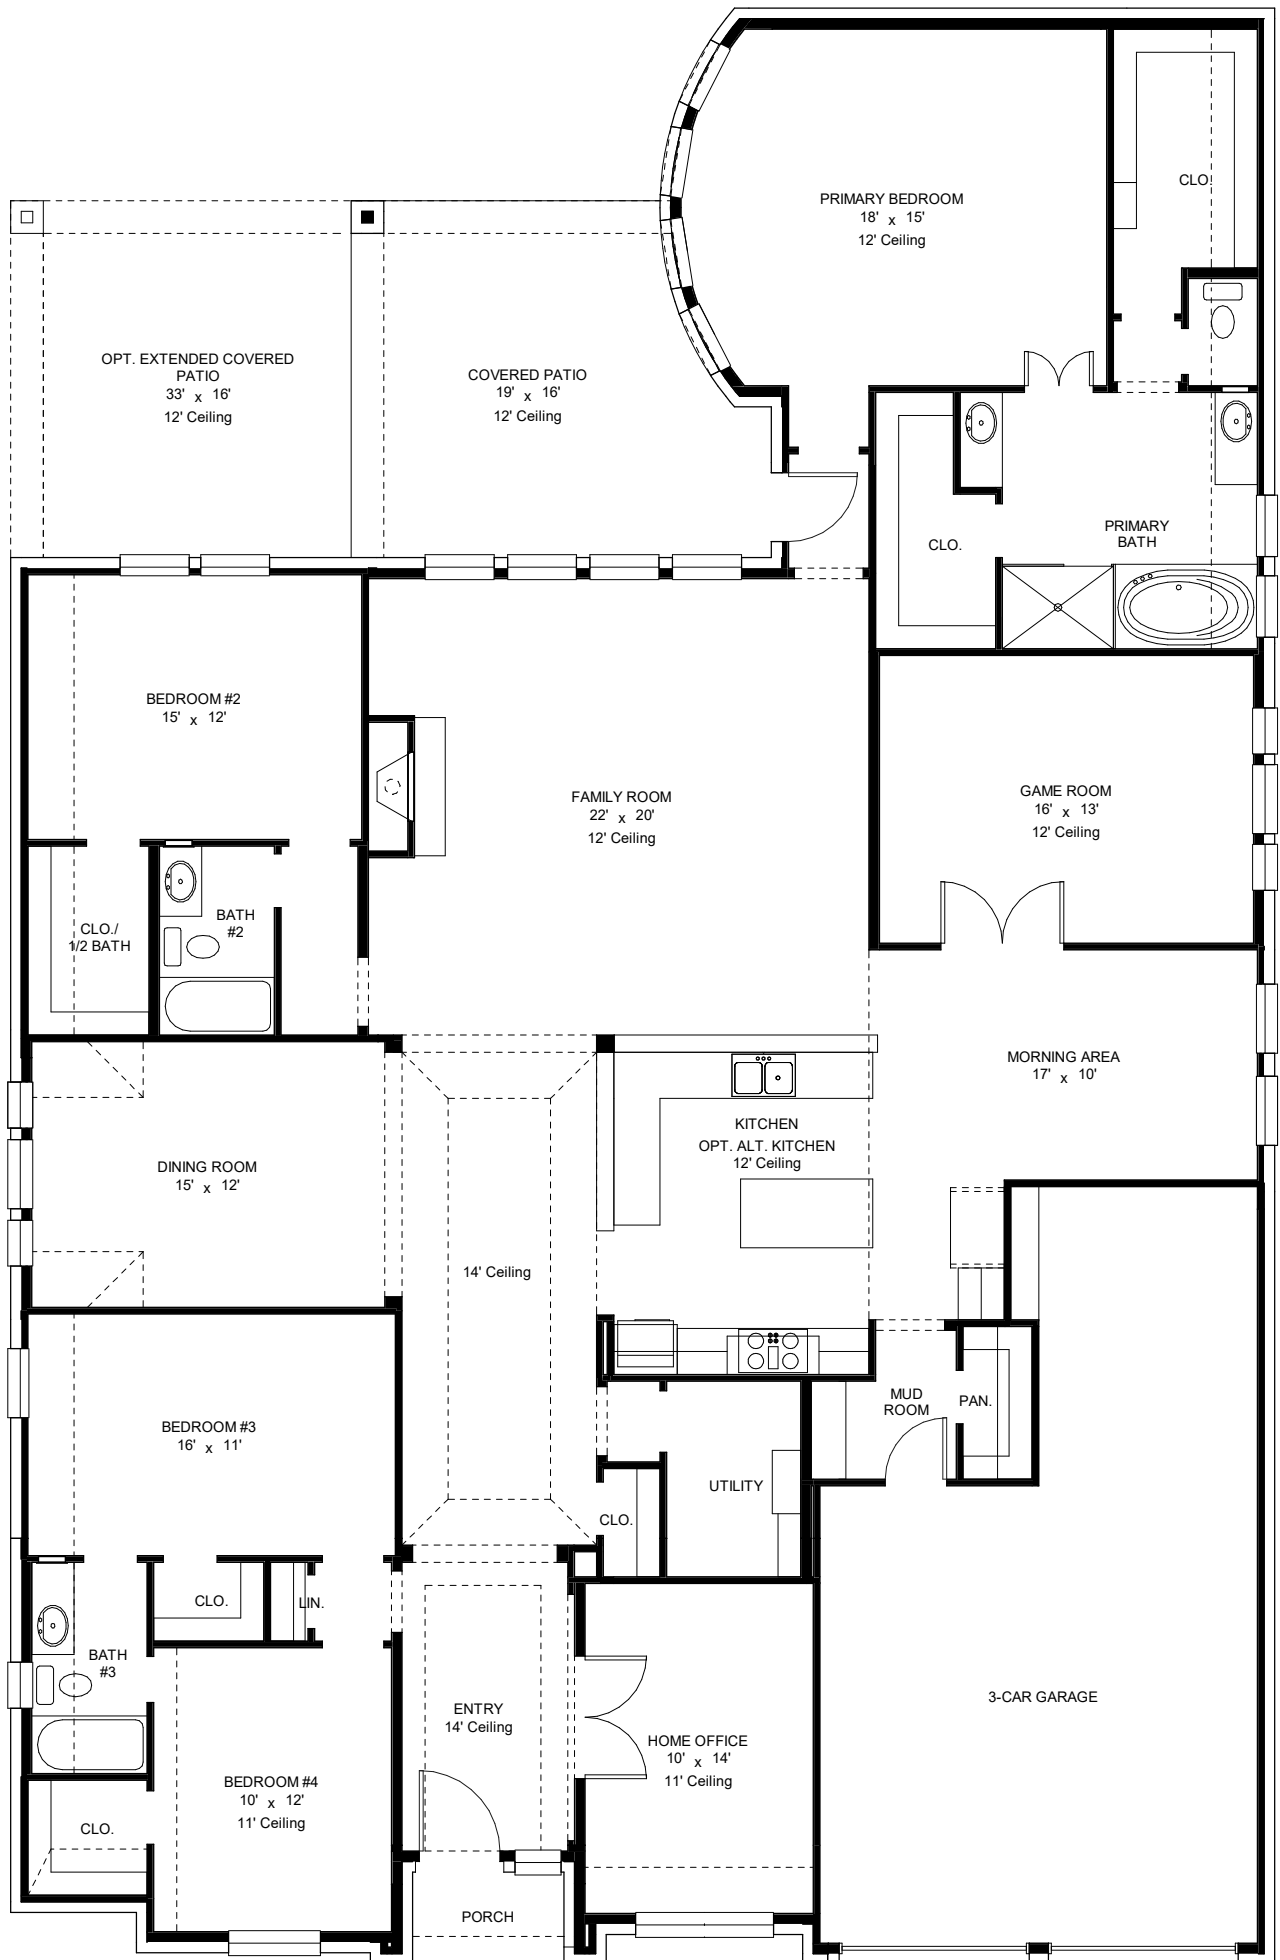 CLO.
PRIMARY BEDROOM
18' x 15'
12' Ceiling
OPT. EXTENDED COVERED
PATIO
33' x 16'
12' Ceiling
COVERED PATIO
19' x 16'
12' Ceiling
PRIMARY
BATH
CLO.
BEDROOM #2
15' x 12'
FAMILY ROOM
22' x 20'
12' Ceiling
GAME ROOM
16' x 13'
12' Ceiling
CLO./
1/2 BATH
BATH
#2
MORNING AREA
17' x 10'
KITCHEN
OPT. ALT. KITCHEN
12' Ceiling
DINING ROOM
15' x 12'
14' Ceiling
MUD
ROOM
PAN.
BEDROOM #3
16' x 11'
UTILITY
CLO.
CLO.
LIN.
BATH
#3
ENTRY
14' Ceiling
3-CAR GARAGE
HOME OFFICE
10' x 14'
11' Ceiling
BEDROOM #4
10' x 12'
11' Ceiling
CLO.
PORCH